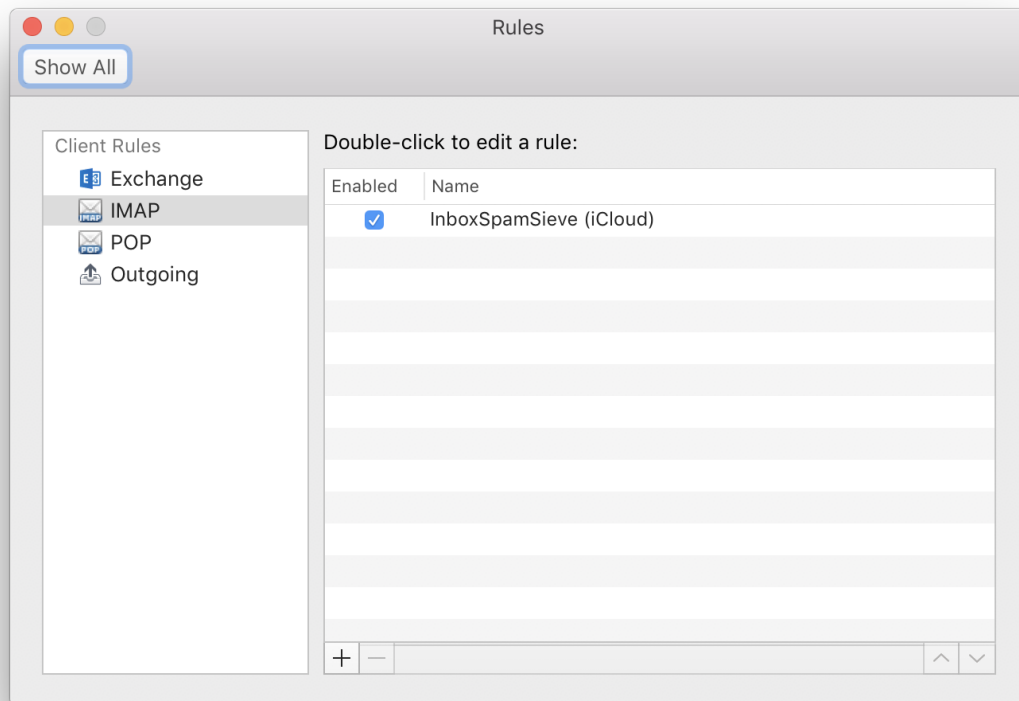 Rules
Show All
Client Rules
Exchange
IMAP
POP
Outgoing
Double-click to edit a rule:
Enabled Name
InboxSpamSieve (iCloud)